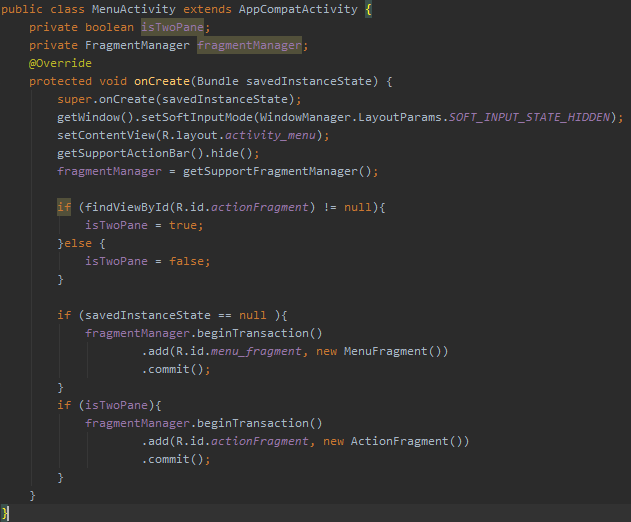 public class MenuActivity extends AppCompatActivity {
    private boolean isTwoPane;
    private FragmentManager fragmentManager;
    @Override
    protected void onCreate(Bundle savedInstanceState) {
        super.onCreate(savedInstanceState);
        getWindow().setSoftInputMode(WindowManager.LayoutParams.SOFT_INPUT_STATE_HIDDEN);
        setContentView(R.layout.activity_menu);
        getSupportActionBar().hide();
        fragmentManager = getSupportFragmentManager();

        if (findViewById(R.id.actionFragment) != null){
            isTwoPane = true;
        }else {
            isTwoPane = false;
        }

        if (savedInstanceState == null ){
            fragmentManager.beginTransaction()
                    .add(R.id.menu_fragment, new MenuFragment())
                    .commit();
        }
        if (isTwoPane){
            fragmentManager.beginTransaction()
                    .add(R.id.actionFragment, new ActionFragment())
                    .commit();
        }
    }
}